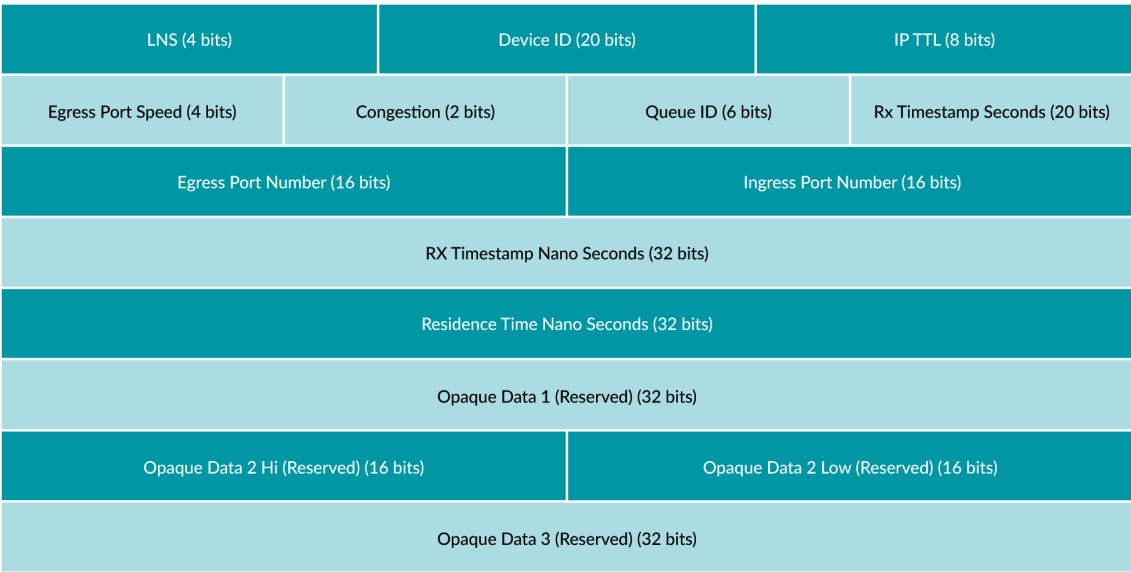 LNS (4 bits)
Device ID (20 bits)
IP TTL (8 bits)
Egress Port Speed (4 bits)
Congestion (2 bits)
Queue ID (6 bits)
Rx Timestamp Seconds (20 bits)
Egress Port Number (16 bits)
Ingress Port Number (16 bits)
RX Timestamp Nano Seconds (32 bits)
Residence Time Nano Seconds (32 bits)
Opaque Data 1 (Reserved) (32 bits)
Opaque Data 2 Hi (Reserved) (16 bits)
Opaque Data 2 Low (Reserved) (16 bits)
Opaque Data 3 (Reserved) (32 bits)